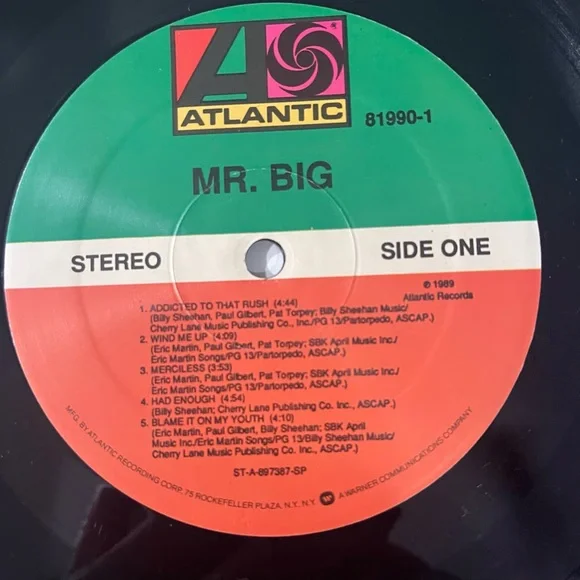 ATLANTIC
81990-1
MR. BIG
STEREO
SIDE ONE
℗ 1989
Atlantic Records
1. ADDICTED TO THAT RUSH (4:44)
(Billy Sheehan, Paul Gilbert, Pat Torpey; Billy Sheehan Music/
Cherry Lane Music Publishing Co., Inc./PG 13/Partorpedo, ASCAP.)
2. WIND ME UP (4:09)
(Eric Martin, Paul Gilbert, Pat Torpey; SBK April Music Inc./
Eric Martin Songs/PG 13/Partorpedo, ASCAP.)
3. MERCILESS (3:53)
(Eric Martin, Paul Gilbert, Pat Torpey; SBK April Music Inc./
Eric Martin Songs/PG 13/Partorpedo, ASCAP.)
4. HAD ENOUGH (4:54)
(Billy Sheehan; Cherry Lane Publishing Co. Inc., ASCAP.)
5. BLAME IT ON MY YOUTH (4:10)
(Eric Martin, Paul Gilbert, Billy Sheehan; SBK April
Music Inc./Eric Martin Songs/PG 13/Billy Sheehan Music/
Cherry Lane Music Publishing Company Co. Inc., ASCAP.)
ST-A-897387-SP
MFG. BY ATLANTIC RECORDING CORP., 75 ROCKEFELLER PLAZA, N.Y., N.Y. A WARNER COMMUNICATIONS COMPANY